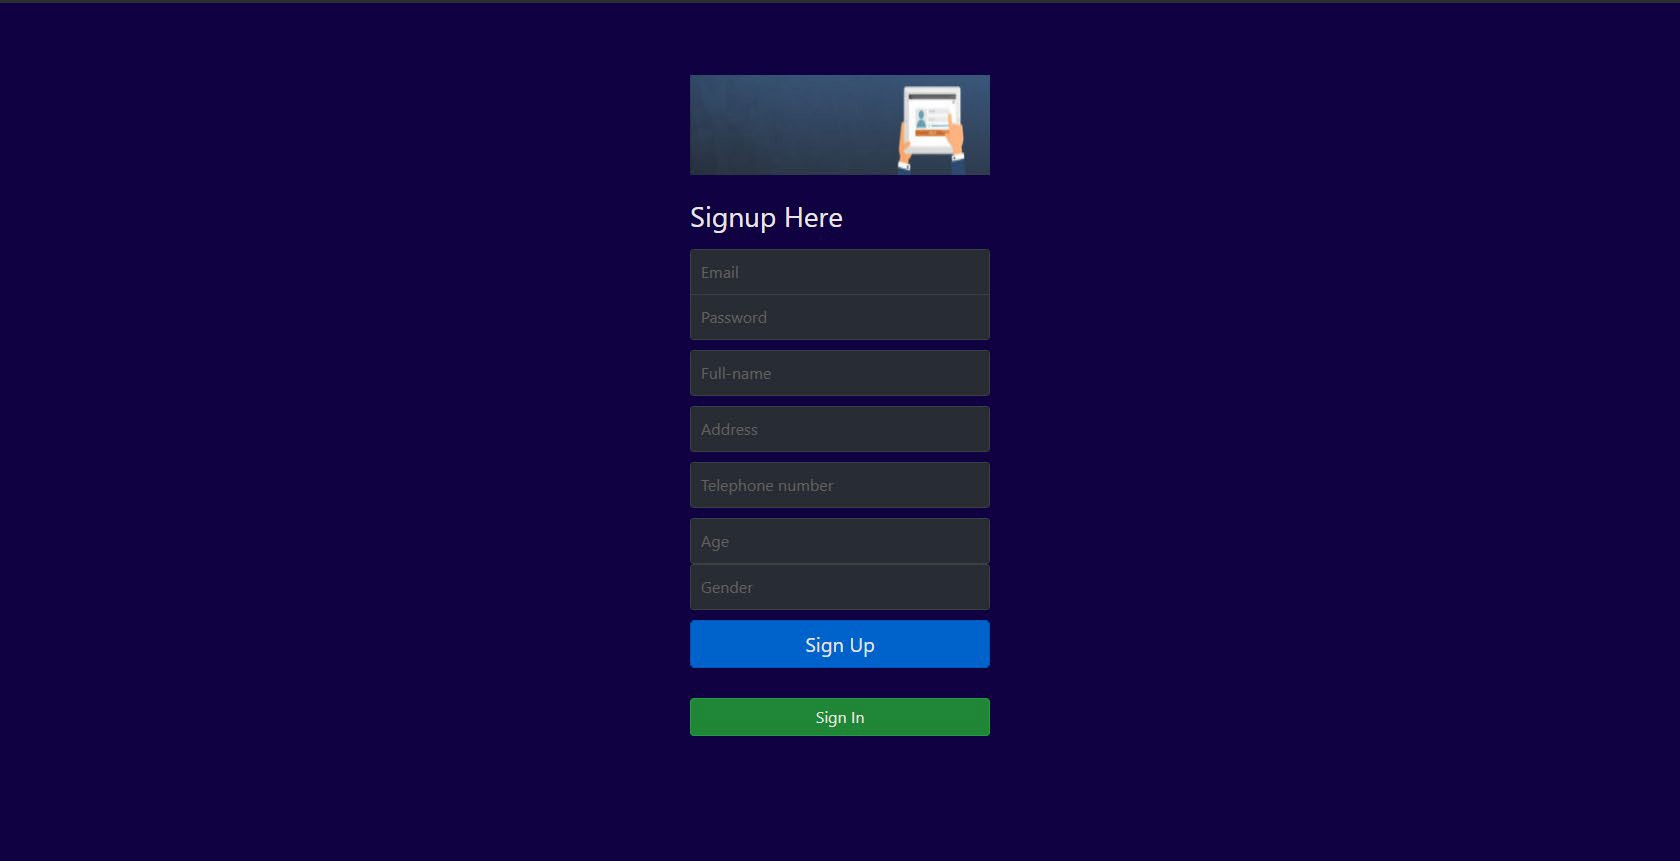 Signup Here
Email
Password
Full-name
Address
Telephone number
Age
Gender
Sign Up
Sign In